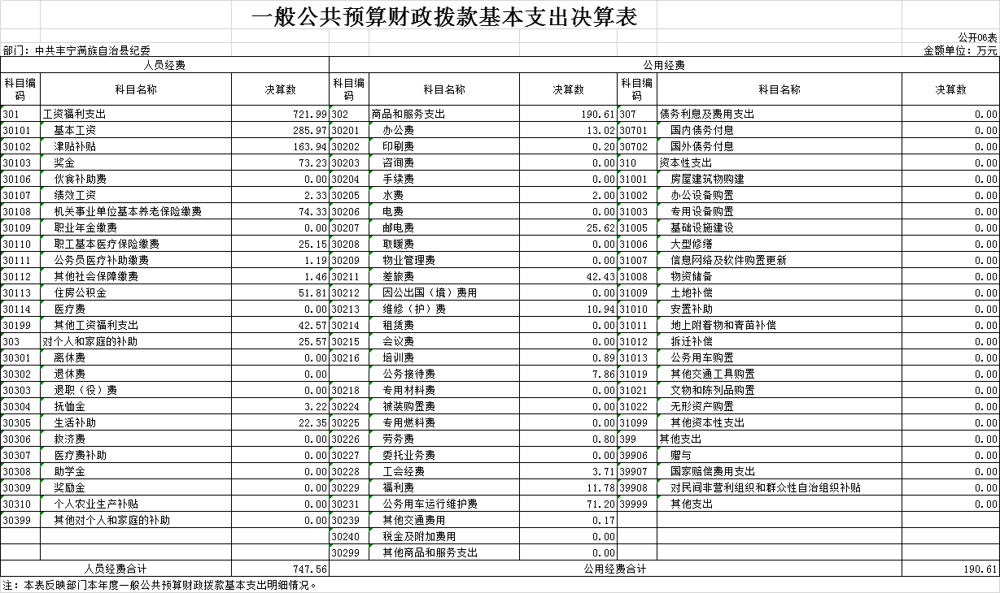 一般公共预算财政拨款基本支出决算表
公开06表
部门：中共丰宁满族自治县纪委 金额单位：万元
人员经费 公用经费
科目编码 科目名称 决算数 科目编码 科目名称 决算数 科目编码 科目名称 决算数
301 工资福利支出 721.99 302 商品和服务支出 190.61 307 债务利息及费用支出 0.00
30101 基本工资 285.97 30201 办公费 13.02 30701 国内债务付息 0.00
30102 津贴补贴 163.94 30202 印刷费 0.20 30702 国外债务付息 0.00
30103 奖金 73.23 30203 咨询费 0.00 310 资本性支出 0.00
30106 伙食补助费 0.00 30204 手续费 0.00 31001 房屋建筑物购建 0.00
30107 绩效工资 2.33 30205 水费 2.00 31002 办公设备购置 0.00
30108 机关事业单位基本养老保险缴费 74.33 30206 电费 0.00 31003 专用设备购置 0.00
30109 职业年金缴费 0.00 30207 邮电费 25.62 31005 基础设施建设 0.00
30110 职工基本医疗保险缴费 25.15 30208 取暖费 0.00 31006 大型修缮 0.00
30111 公务员医疗补助缴费 1.19 30209 物业管理费 0.00 31007 信息网络及软件购置更新 0.00
30112 其他社会保障缴费 1.46 30211 差旅费 42.43 31008 物资储备 0.00
30113 住房公积金 51.81 30212 因公出国（境）费用 0.00 31009 土地补偿 0.00
30114 医疗费 0.00 30213 维修（护）费 10.94 31010 安置补助 0.00
30199 其他工资福利支出 42.57 30214 租赁费 0.00 31011 地上附着物和青苗补偿 0.00
303 对个人和家庭的补助 25.57 30215 会议费 0.00 31012 拆迁补偿 0.00
30301 离休费 0.00 30216 培训费 0.89 31013 公务用车购置 0.00
30302 退休费 0.00 公务接待费 7.86 31019 其他交通工具购置 0.00
30303 退职（役）费 0.00 30218 专用材料费 0.00 31021 文物和陈列品购置 0.00
30304 抚恤金 3.22 30224 被装购置费 0.00 31022 无形资产购置 0.00
30305 生活补助 22.35 30225 专用燃料费 0.00 31099 其他资本性支出 0.00
30306 救济费 0.00 30226 劳务费 0.80 399 其他支出 0.00
30307 医疗费补助 0.00 30227 委托业务费 0.00 39906 赠与 0.00
30308 助学金 0.00 30228 工会经费 3.71 39907 国家赔偿费用支出 0.00
30309 奖励金 0.00 30229 福利费 11.78 39908 对民间非营利组织和群众性自治组织补贴 0.00
30310 个人农业生产补贴 0.00 30231 公务用车运行维护费 71.20 39999 其他支出 0.00
30399 其他对个人和家庭的补助 0.00 30239 其他交通费用 0.17
30240 税金及附加费用 0.00
30299 其他商品和服务支出 0.00
人员经费合计 747.56 公用经费合计 190.61
注：本表反映部门本年度一般公共预算财政拨款基本支出明细情况。